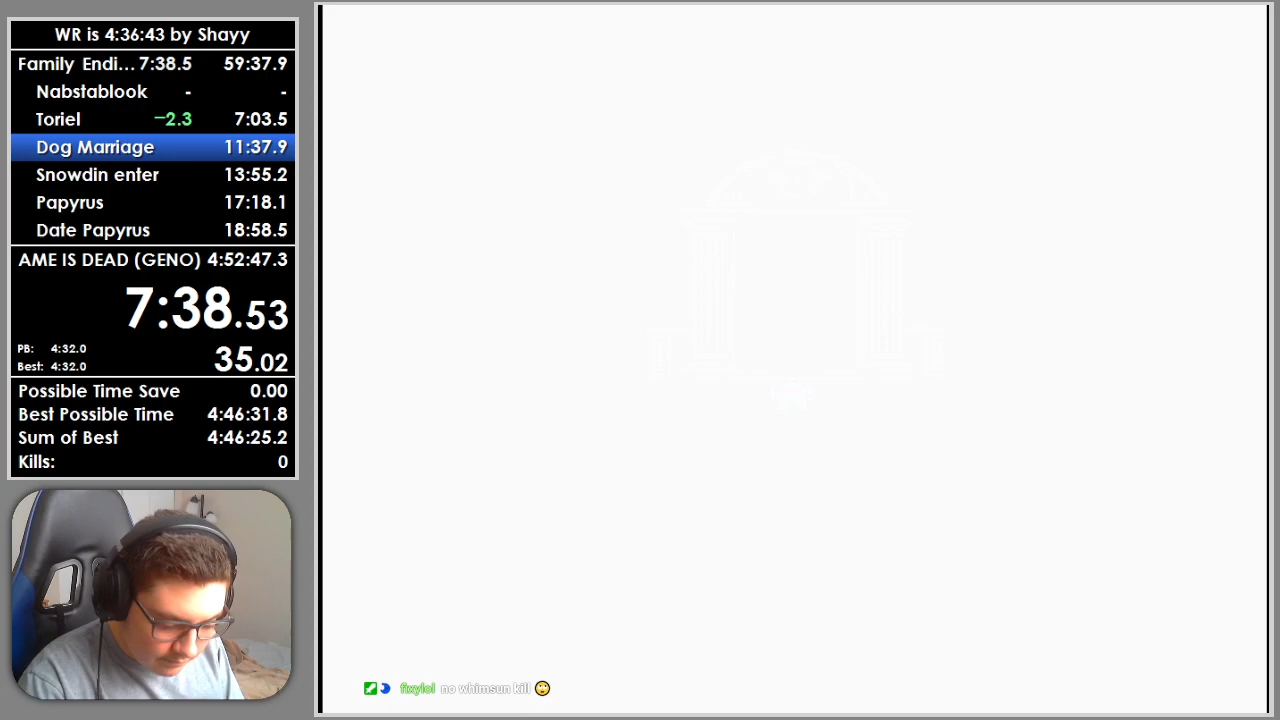 WR is 4:36:43 by Shayy
Family Endi... 7:38.5 59:37.9
Nabstablook - -
Toriel −2.3 7:03.5
Dog Marriage 11:37.9
Snowdin enter 13:55.2
Papyrus 17:18.1
Date Papyrus 18:58.5
AME IS DEAD (GENO) 4:52:47.3
7:38.53
PB: 4:32.0
Best: 4:32.0
35.02
Possible Time Save 0.00
Best Possible Time 4:46:31.8
Sum of Best 4:46:25.2
Kills: 0
fixylol no whimsun kill